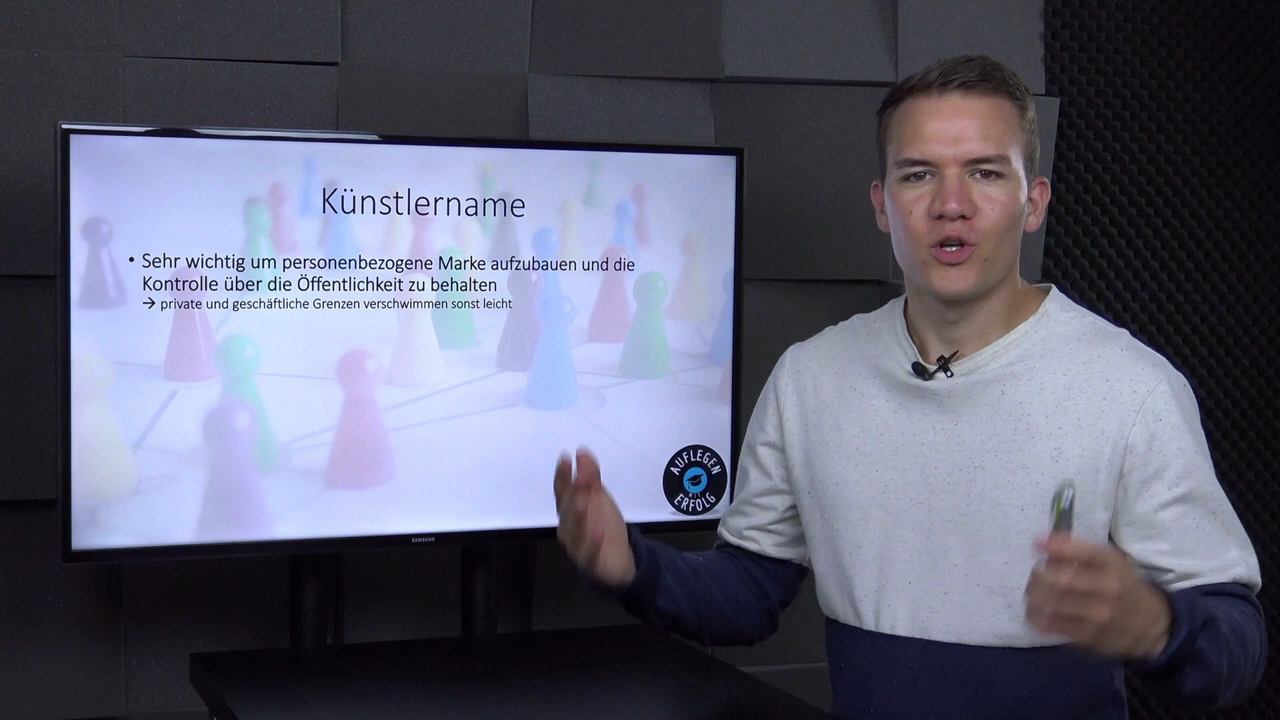 Künstlername
• Sehr wichtig um personenbezogene Marke aufzubauen und die
Kontrolle über die Öffentlichkeit zu behalten
→ private und geschäftliche Grenzen verschwimmen sonst leicht
AUFLEGEN
MIT
ERFOLG
SAMSUNG